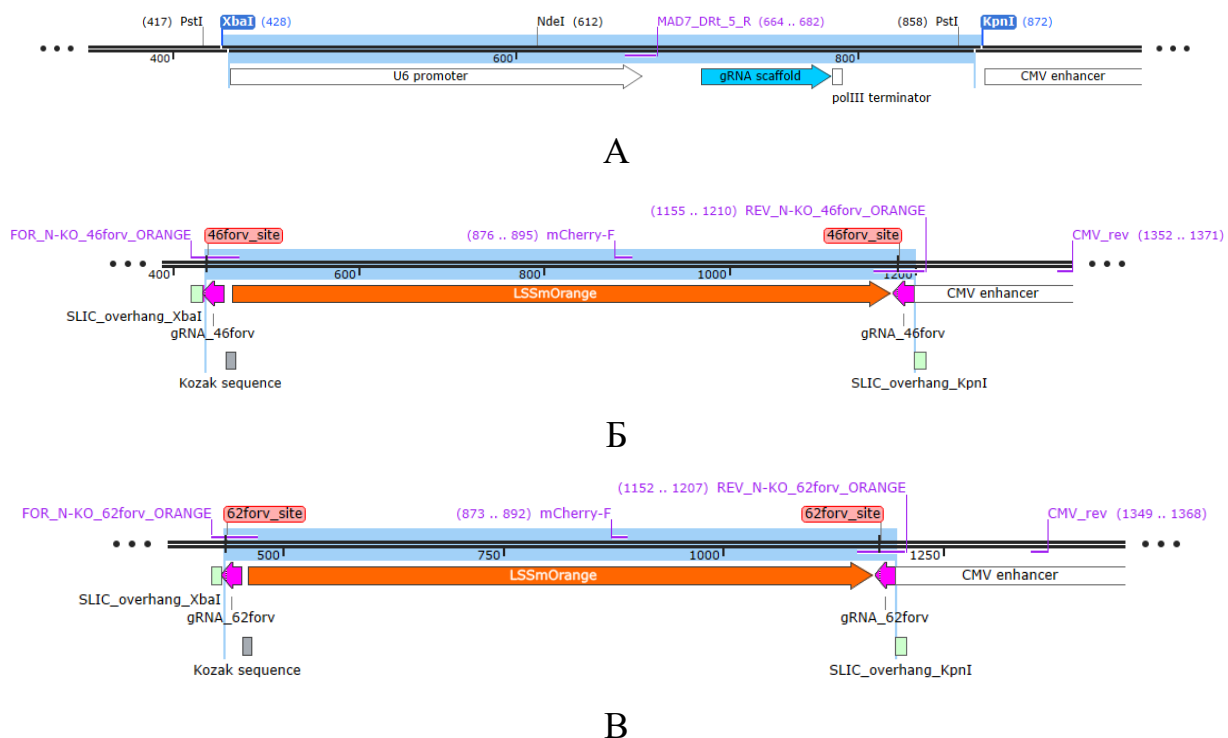 (417) PstI XbaI (428) NdeI (612) MAD7_DRt_5_R (664 .. 682) (858) PstI KpnI (872)
400 600 800
U6 promoter gRNA scaffold CMV enhancer
polIII terminator
А
(1155 .. 1210) REV_N-KO_46forv_ORANGE
FOR_N-KO_46forv_ORANGE 46forv_site (876 .. 895) mCherry-F 46forv_site CMV_rev (1352 .. 1371)
400 600 800 1000 1200
LSSmOrange CMV enhancer
SLIC_overhang_XbaI
gRNA_46forv gRNA_46forv
Kozak sequence SLIC_overhang_KpnI
Б
(1152 .. 1207) REV_N-KO_62forv_ORANGE
FOR_N-KO_62forv_ORANGE 62forv_site (873 .. 892) mCherry-F 62forv_site CMV_rev (1349 .. 1368)
500 750 1000 1250
LSSmOrange CMV enhancer
SLIC_overhang_XbaI
gRNA_62forv gRNA_62forv
Kozak sequence SLIC_overhang_KpnI
В